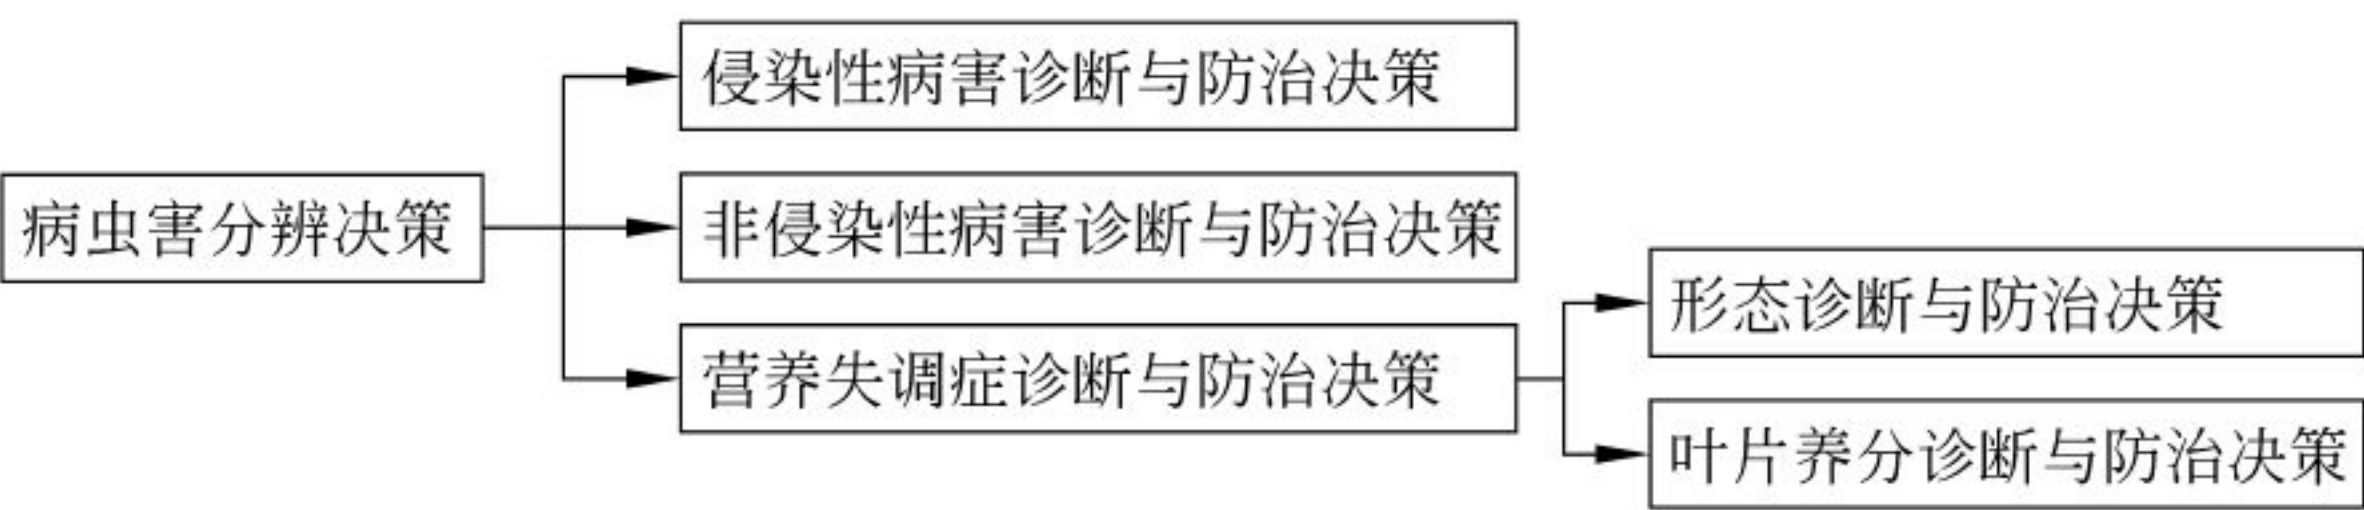 侵染性病害诊断与防治决策
病虫害分辨决策
非侵染性病害诊断与防治决策
营养失调症诊断与防治决策
形态诊断与防治决策
叶片养分诊断与防治决策